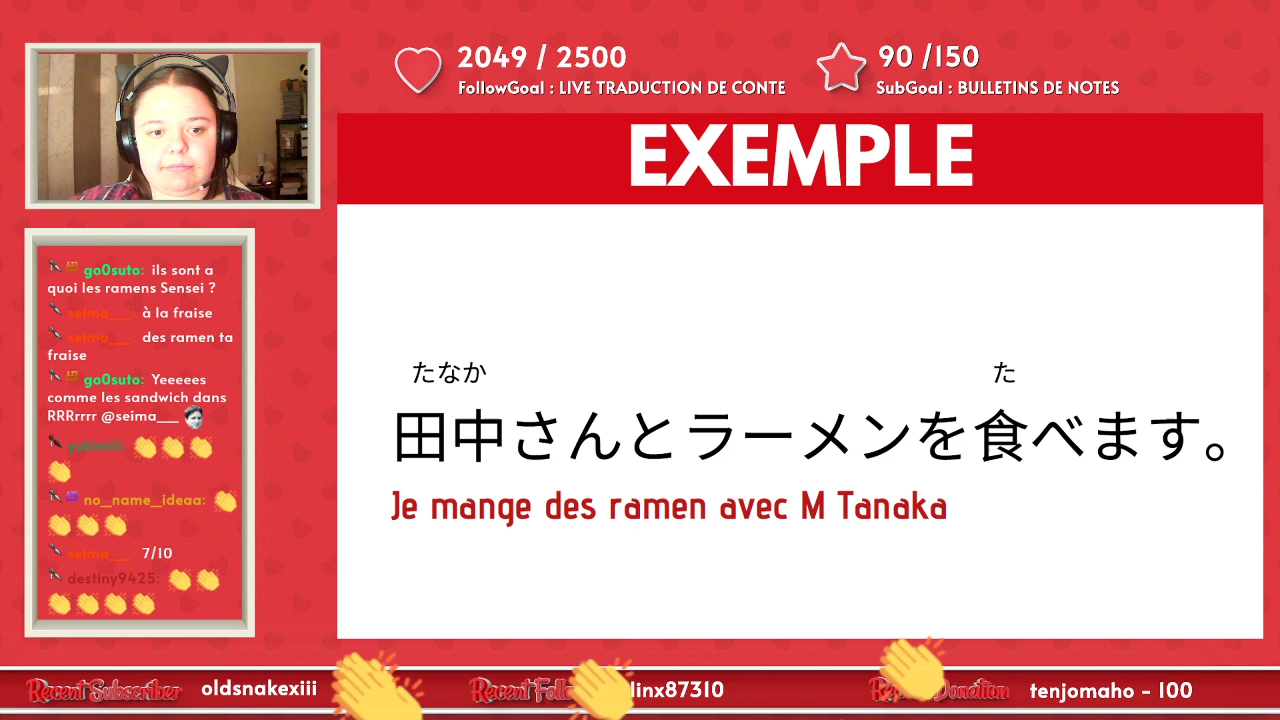 2049 / 2500
FollowGoal : LIVE TRADUCTION DE CONTE
90 /150
SubGoal : BULLETINS DE NOTES
EXEMPLE
たなか た
田中さんとラーメンを食べます。
Je mange des ramen avec M Tanaka
go0suto: ils sont a
quoi les ramens Sensei ?
seima___: à la fraise
seima___: des ramen ta
fraise
go0suto: Yeeeees
comme les sandwich dans
RRRrrrr @seima___
no_name_ideaa:
seima___: 7/10
destiny9425:
Recent Subscriber oldsnakexiii
Recent linx87310
Donation tenjomaho - 100